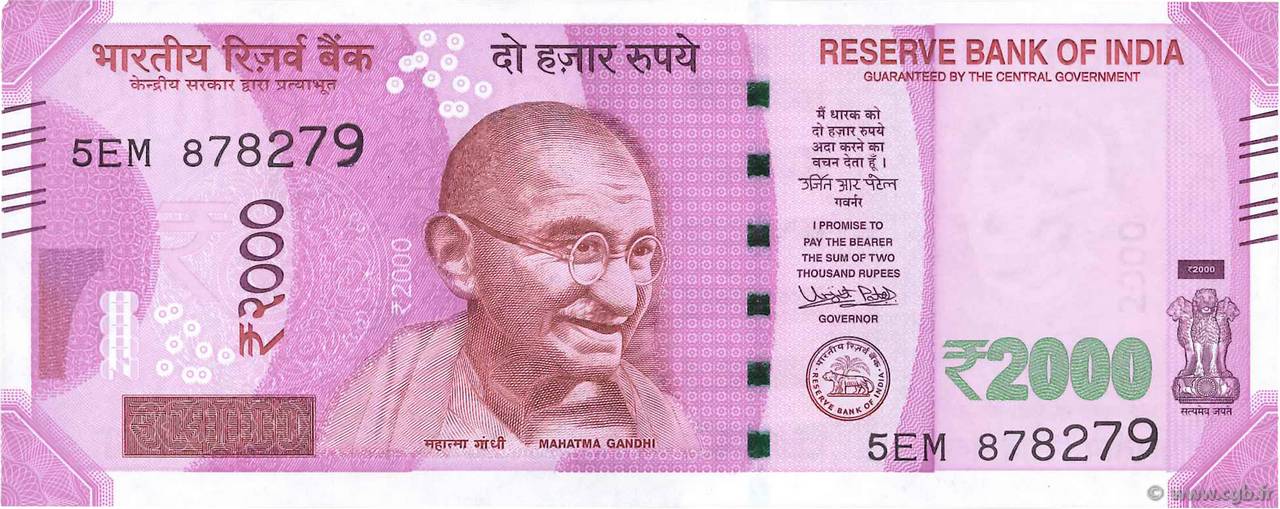 भारतीय रिज़र्व बैंक
केन्द्रीय सरकार द्वारा प्रत्याभूत
5EM 878279
दो हज़ार रुपये
RESERVE BANK OF INDIA
GUARANTEED BY THE CENTRAL GOVERNMENT
₹२०००
₹2000
मैं धारक को
दो हज़ार रुपये
अदा करने का
वचन देता हूँ ।
उर्जित आर पटेल
गवर्नर
I PROMISE TO
PAY THE BEARER
THE SUM OF TWO
THOUSAND RUPEES
Urjit Patel
GOVERNOR
भारतीय रिज़र्व बैंक
RESERVE BANK OF INDIA
2000
₹2000
₹2000
सत्यमेव जयते
महात्मा गांधी
MAHATMA GANDHI
5EM 878279
© www.cgb.fr